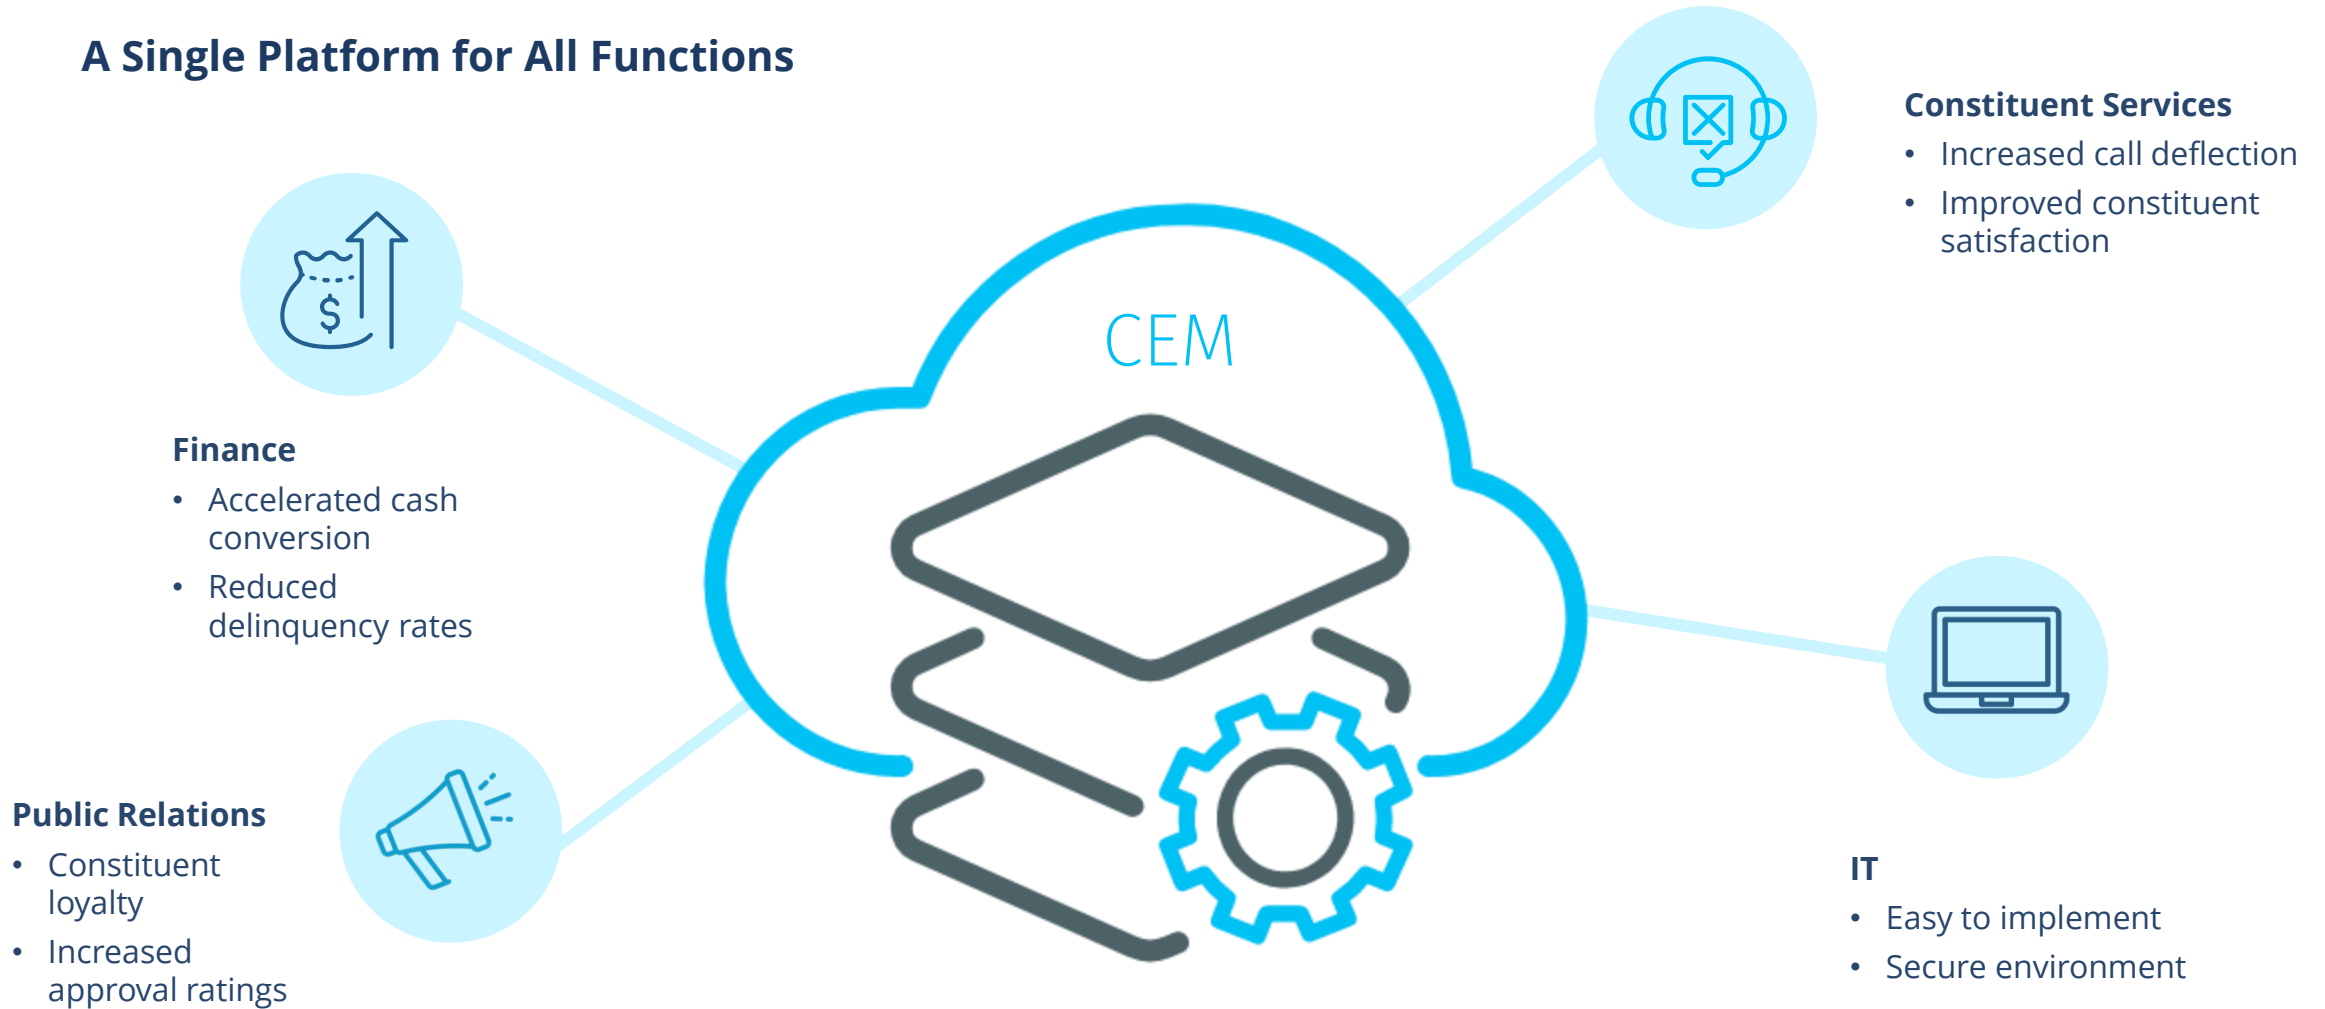 A Single Platform for All Functions
Constituent Services
• Increased call deflection
• Improved constituent
satisfaction
CEM
Finance
• Accelerated cash
conversion
• Reduced
delinquency rates
Public Relations
• Constituent
loyalty
• Increased
approval ratings
IT
• Easy to implement
• Secure environment